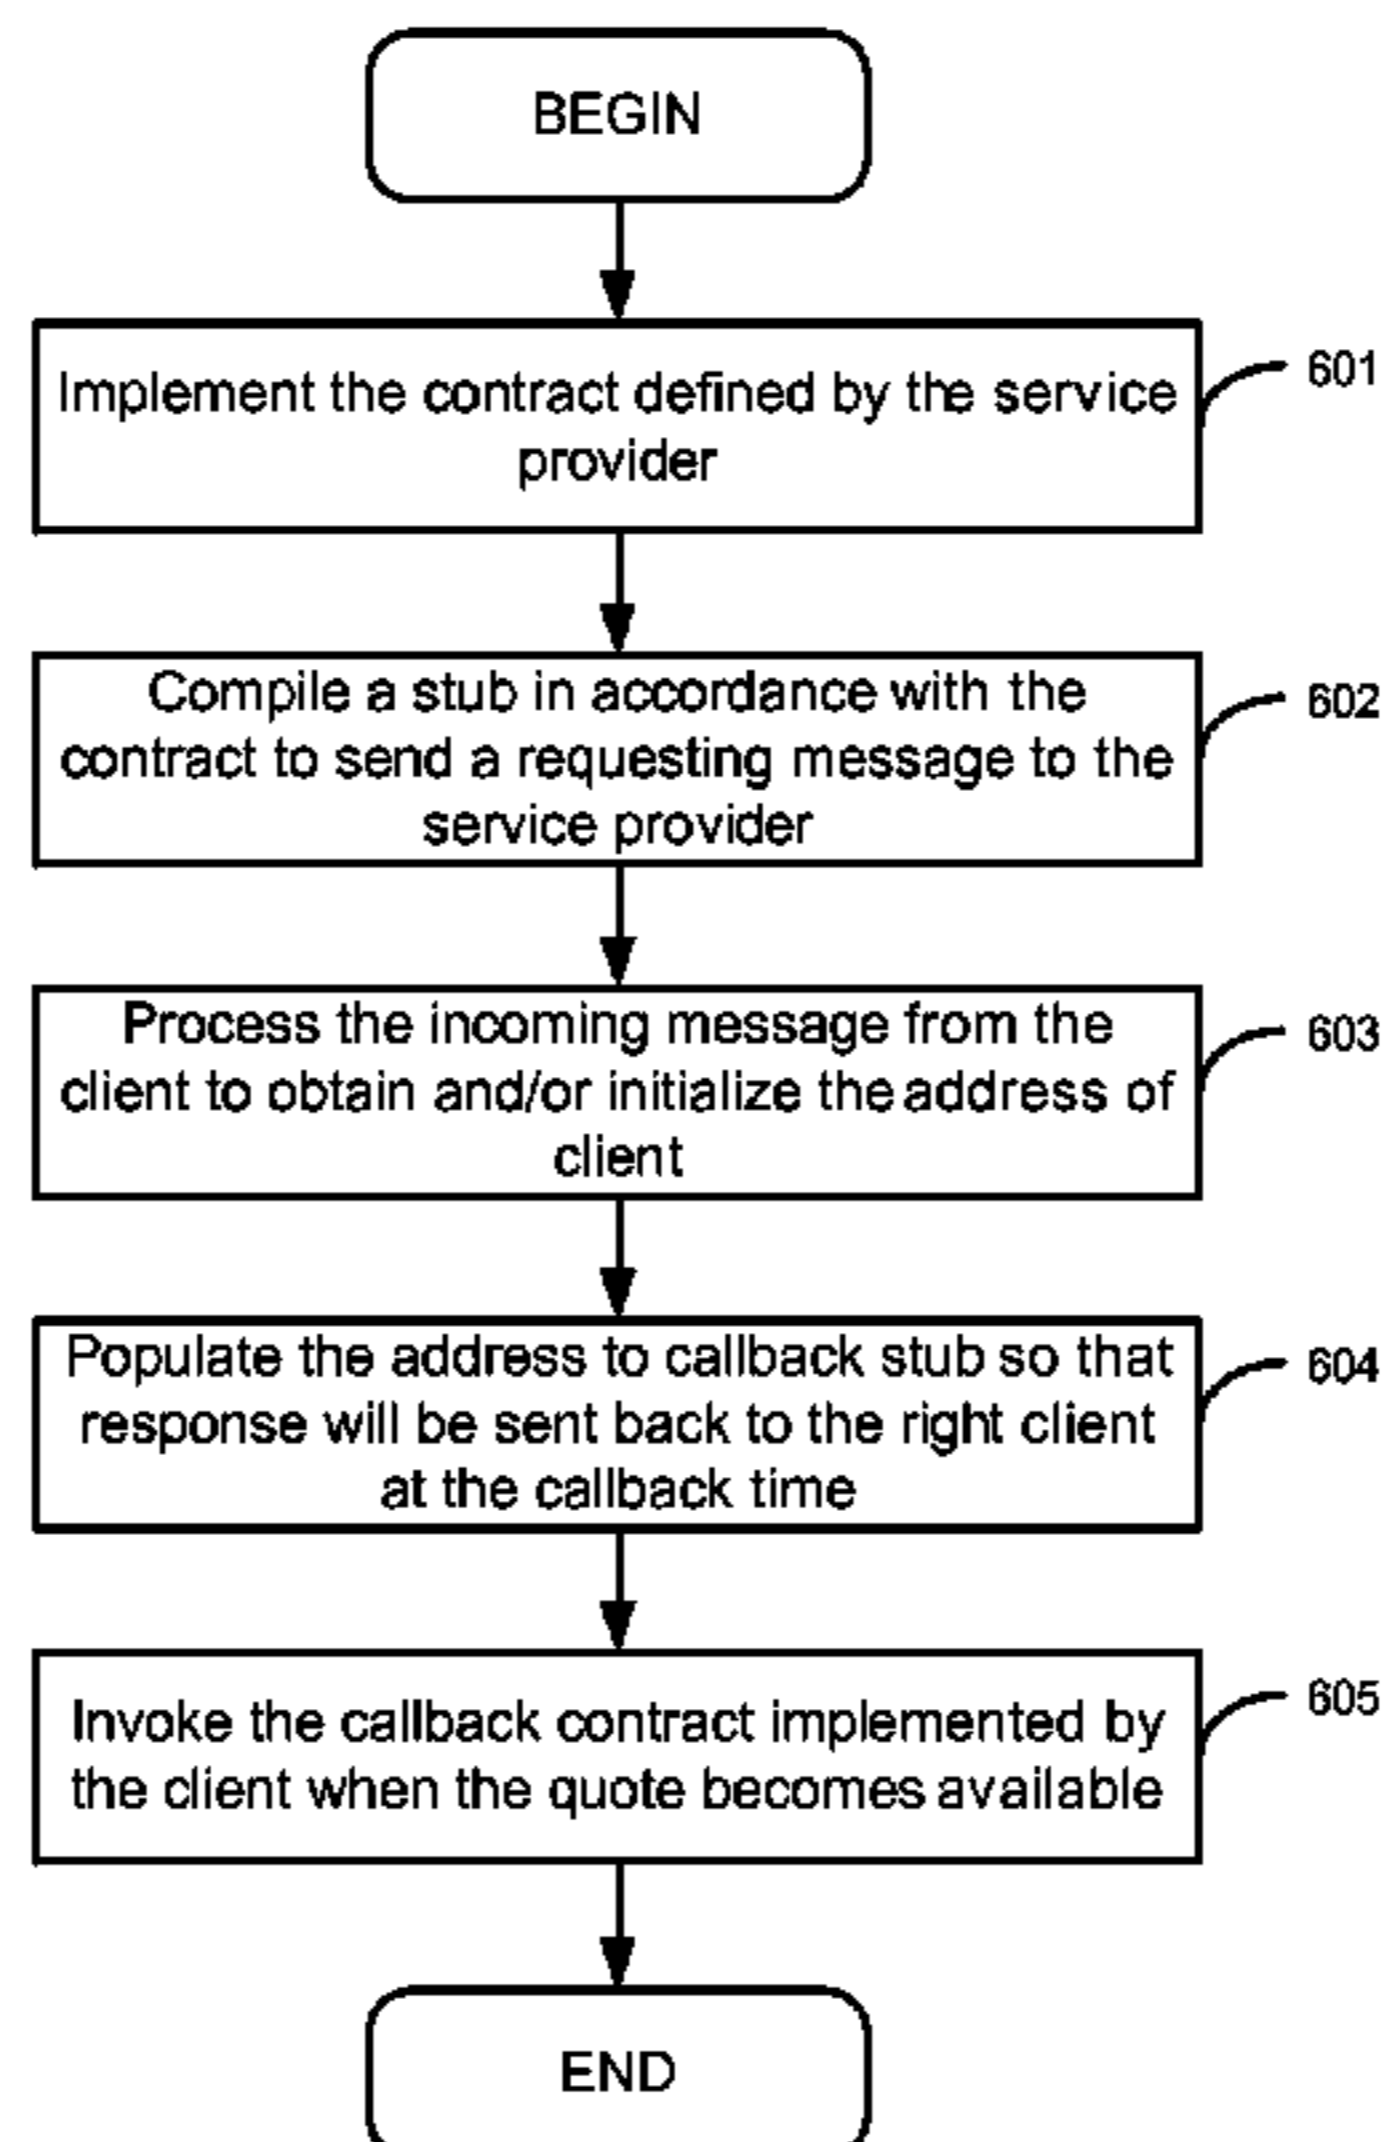 BEGIN
Implement the contract defined by the service
provider
601
Compile a stub in accordance with the
contract to send a requesting message to the
service provider
602
Process the incoming message from the
client to obtain and/or initialize the address of
client
603
Populate the address to callback stub so that
response will be sent back to the right client
at the callback time
604
Invoke the callback contract implemented by
the client when the quote becomes available
605
END